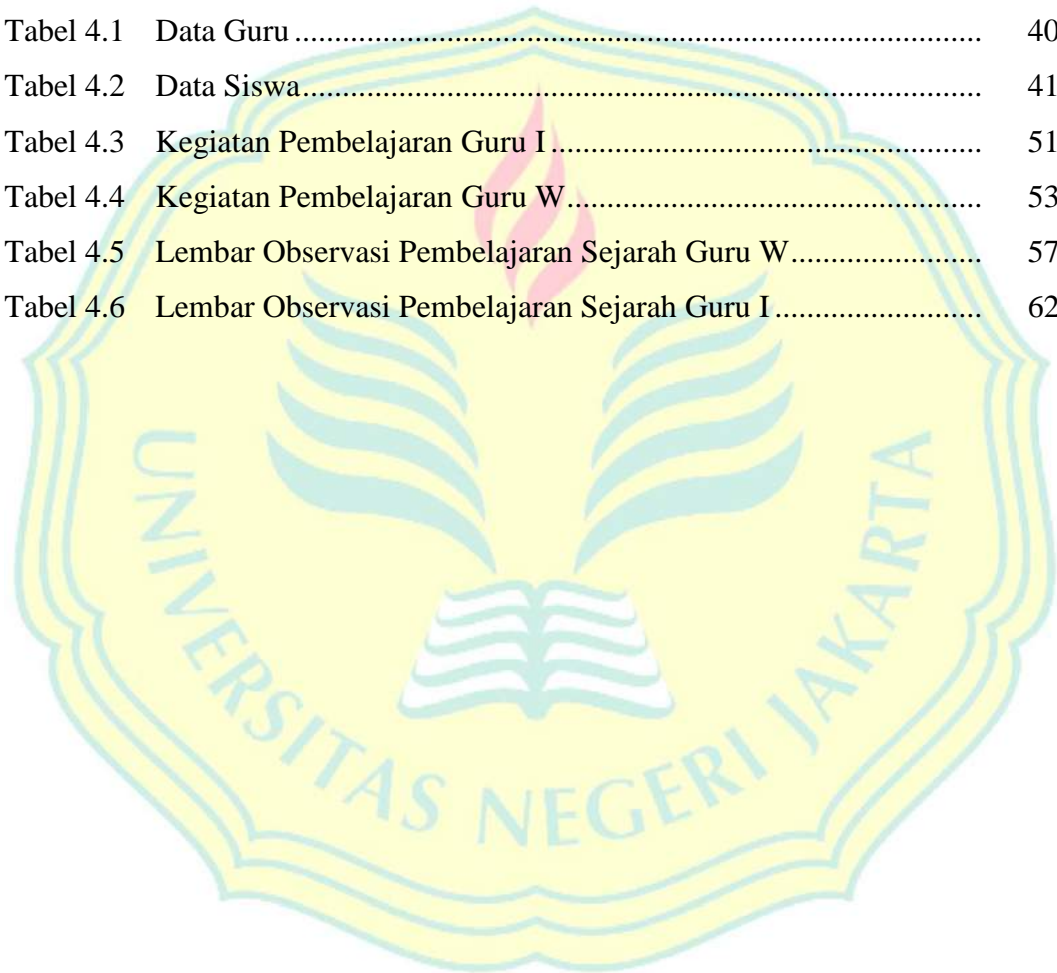 Tabel 4.1 Data Guru ........................................................................................ 40
Tabel 4.2 Data Siswa....................................................................................... 41
Tabel 4.3 Kegiatan Pembelajaran Guru I ....................................................... 51
Tabel 4.4 Kegiatan Pembelajaran Guru W..................................................... 53
Tabel 4.5 Lembar Observasi Pembelajaran Sejarah Guru W........................ 57
Tabel 4.6 Lembar Observasi Pembelajaran Sejarah Guru I .......................... 62
UNIVERSITAS NEGERI JAKARTA